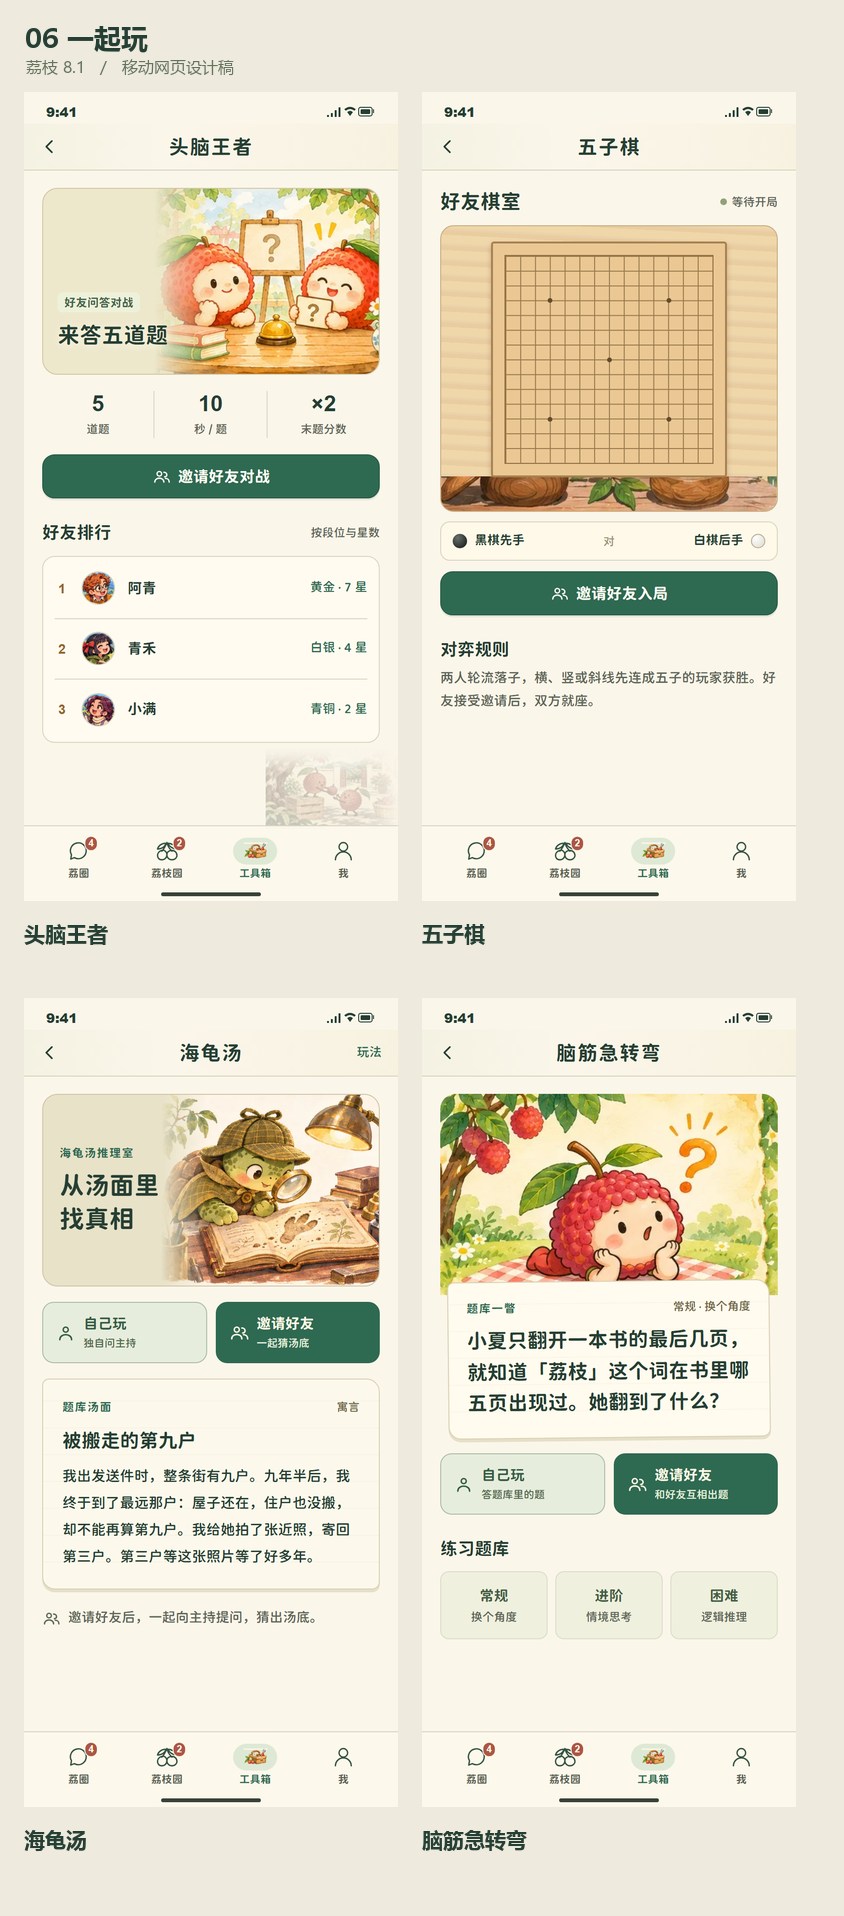 06 一起玩
荔枝 8.1 / 移动网页设计稿
9:41
头脑王者
?
?
好友问答对战
来答五道题
5
道题
10
秒 / 题
×2
末题分数
邀请好友对战
好友排行
按段位与星数
1 阿青 黄金 · 7 星
2 青禾 白银 · 4 星
3 小满 青铜 · 2 星
4
荔圈
2
荔枝园
工具箱
我
头脑王者
9:41
五子棋
好友棋室
等待开局
黑棋先手 对 白棋后手
邀请好友入局
对弈规则
两人轮流落子，横、竖或斜线先连成五子的玩家获胜。好
友接受邀请后，双方就座。
4
荔圈
2
荔枝园
工具箱
我
五子棋
9:41
海龟汤
玩法
海龟汤推理室
从汤面里
找真相
自己玩
独自问主持
邀请好友
一起猜汤底
题库汤面
寓言
被搬走的第九户
我出发送件时，整条街有九户。九年半后，我
终于到了最远那户：屋子还在，住户也没搬，
却不能再算第九户。我给她拍了张近照，寄回
第三户。第三户等这张照片等了好多年。
邀请好友后，一起向主持提问，猜出汤底。
4
荔圈
2
荔枝园
工具箱
我
海龟汤
9:41
脑筋急转弯
?
题库一瞥
常规 · 换个角度
小夏只翻开一本书的最后几页，
就知道「荔枝」这个词在书里哪
五页出现过。她翻到了什么？
自己玩
答题库里的题
邀请好友
和好友互相出题
练习题库
常规
换个角度
进阶
情境思考
困难
逻辑推理
4
荔圈
2
荔枝园
工具箱
我
脑筋急转弯